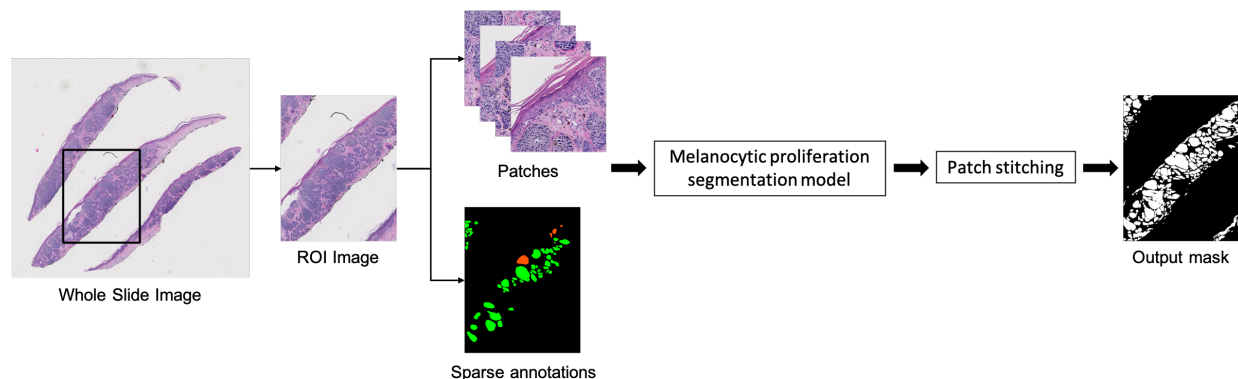 Whole Slide Image
ROI Image
Patches
Sparse annotations
Melanocytic proliferation
segmentation model
Patch stitching
Output mask